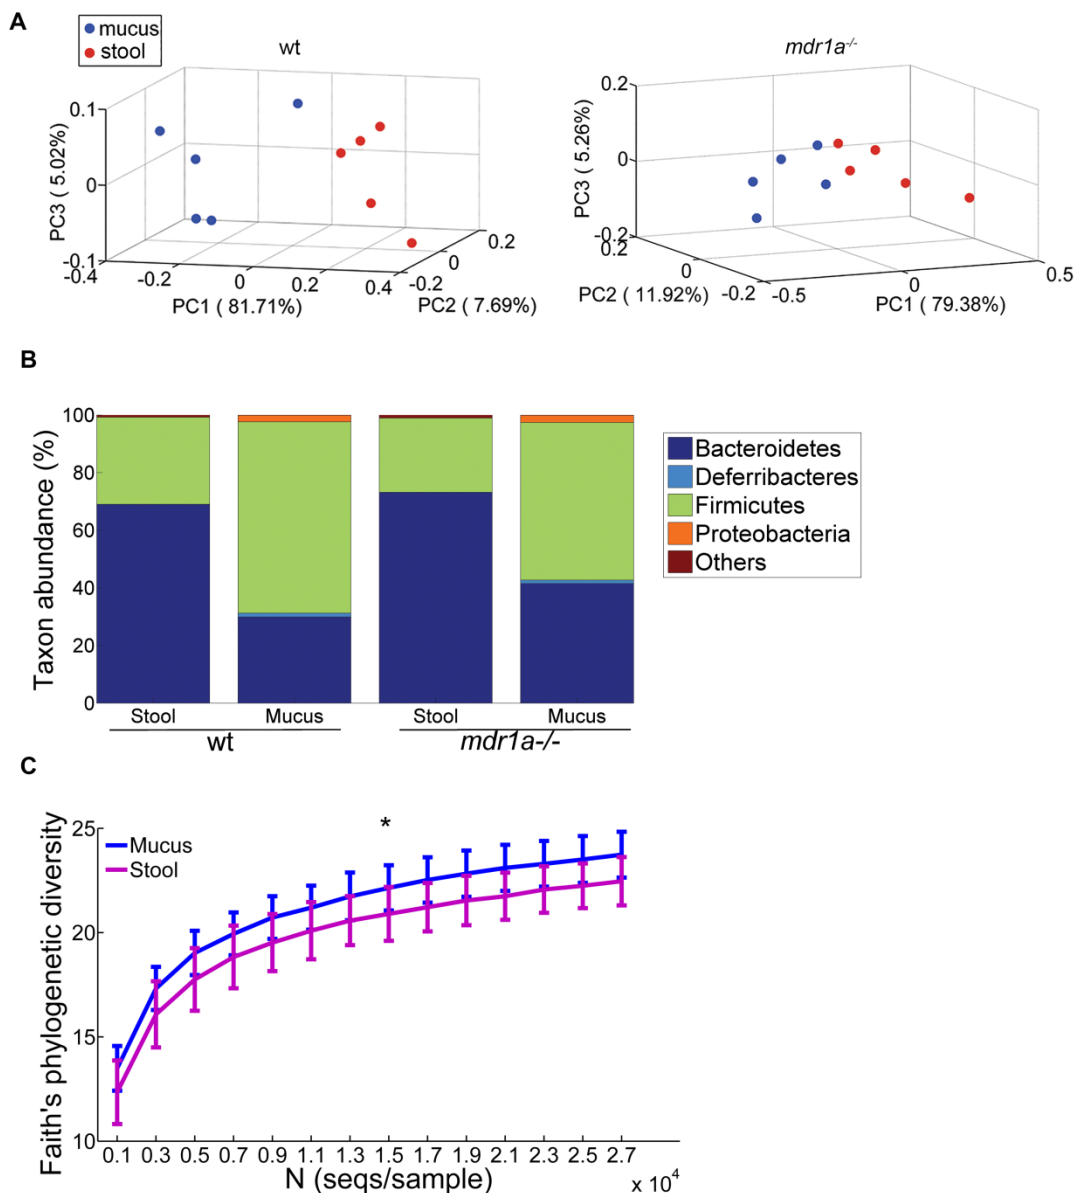 A
mucus
stool
wt
mdr1a-/-
0.1
0
-0.1
PC3 ( 5.02%)
-0.4
-0.2
0
0.2
0.4
PC1 ( 81.71%)
-0.2
0
0.2
PC2 ( 7.69%)
0.2
0
-0.2
PC3 ( 5.26%)
0.2
0
-0.2
PC2 ( 11.92%)
-0.5
0
0.5
PC1 ( 79.38%)
B
Taxon abundance (%)
100
80
60
40
20
0
Stool
Mucus
Stool
Mucus
wt
mdr1a-/-
Bacteroidetes
Deferribacteres
Firmicutes
Proteobacteria
Others
C
Faith's phylogenetic diversity
25
20
15
10
Mucus
Stool
*
0.1 0.3 0.5 0.7 0.9 1.1 1.3 1.5 1.7 1.9 2.1 2.3 2.5 2.7
N (seqs/sample)
x 10⁴